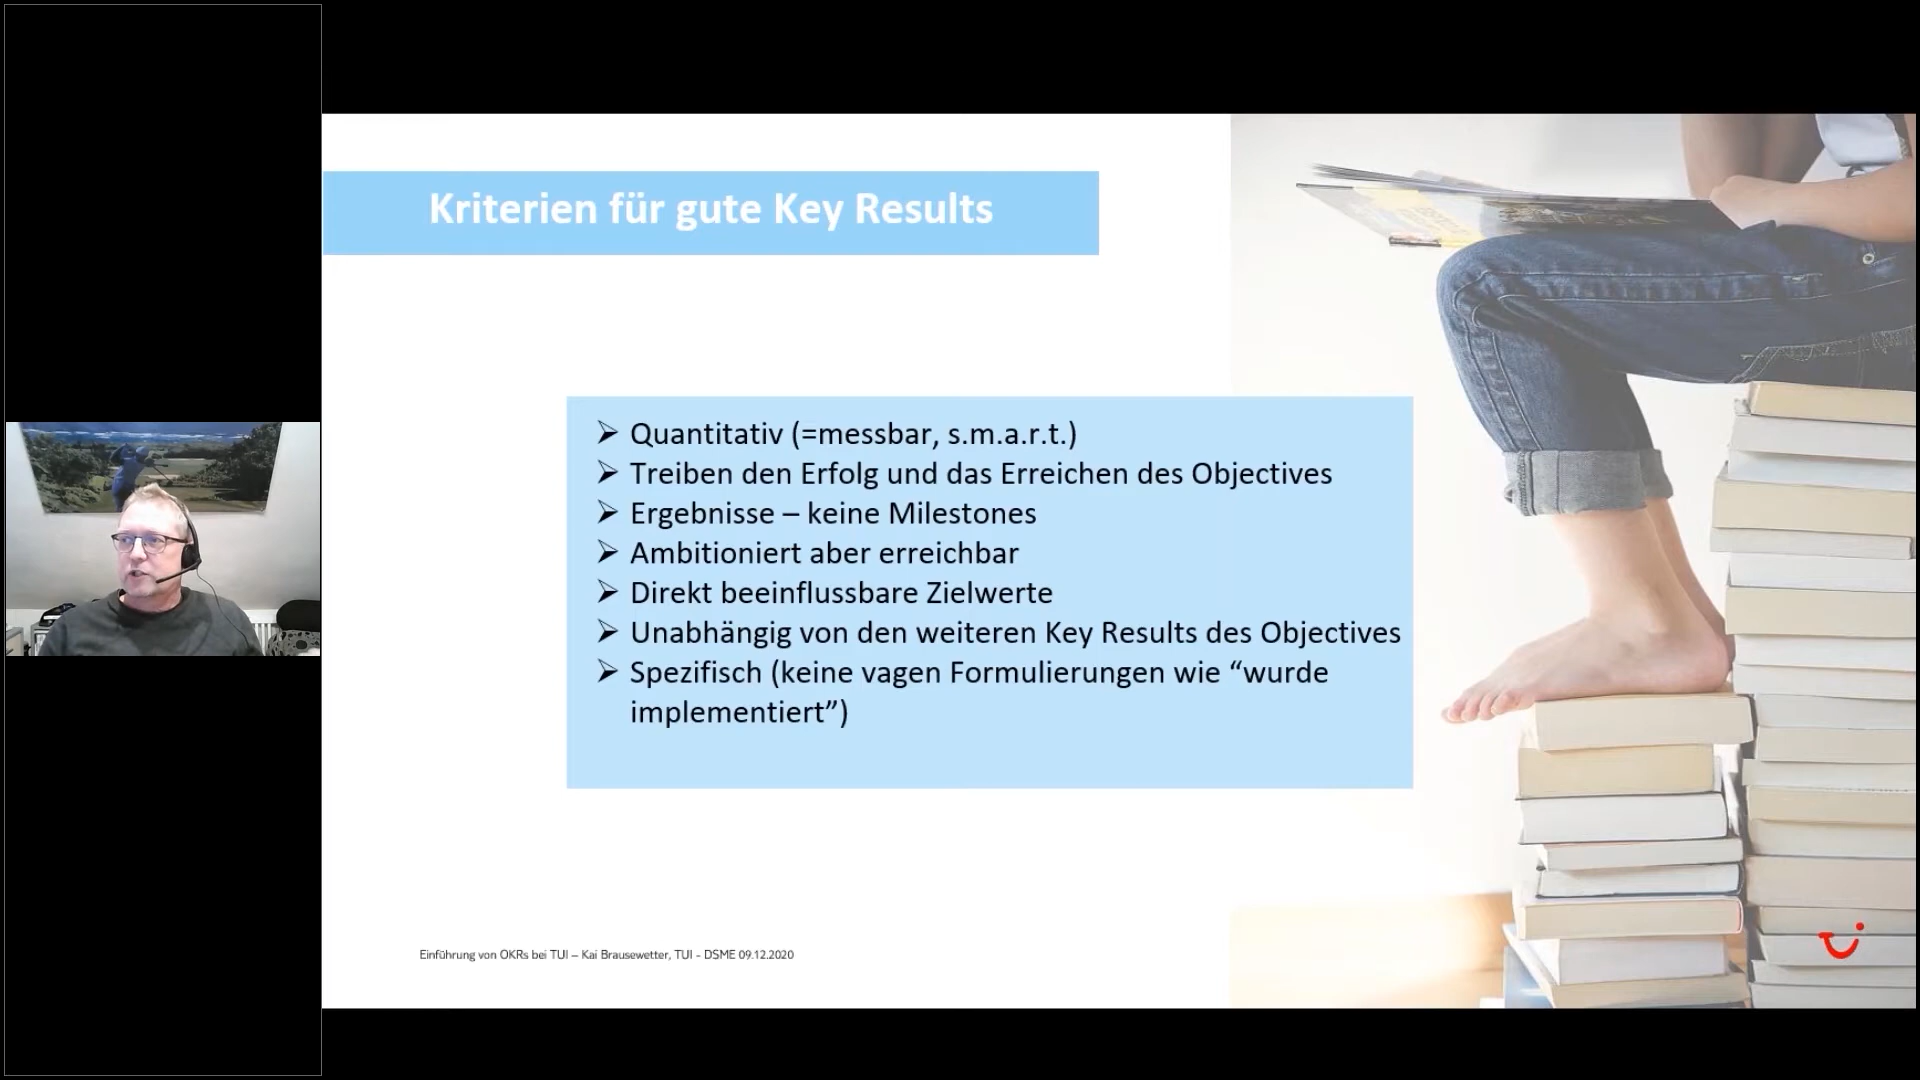 Kriterien für gute Key Results
➢ Quantitativ (=messbar, s.m.a.r.t.)
➢ Treiben den Erfolg und das Erreichen des Objectives
➢ Ergebnisse – keine Milestones
➢ Ambitioniert aber erreichbar
➢ Direkt beeinflussbare Zielwerte
➢ Unabhängig von den weiteren Key Results des Objectives
➢ Spezifisch (keine vagen Formulierungen wie “wurde
implementiert”)
Einführung von OKRs bei TUI – Kai Brausewetter, TUI - DSME 09.12.2020